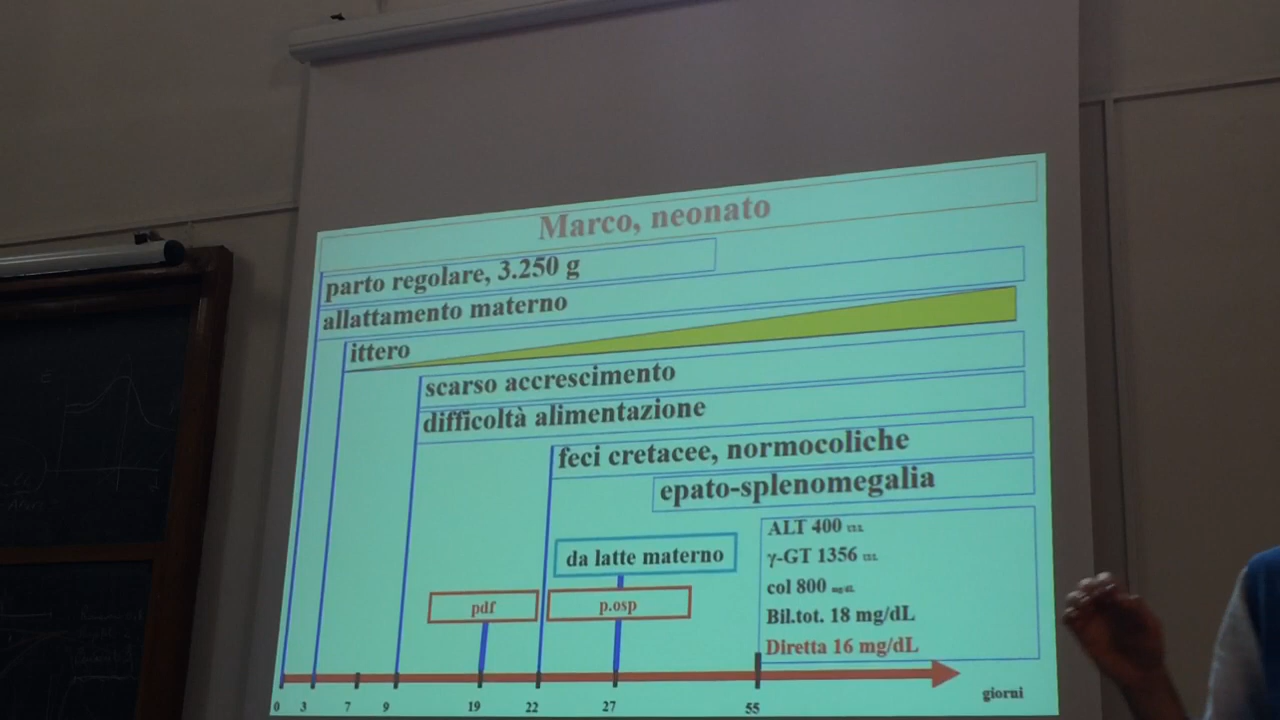 Marco, neonato
parto regolare, 3.250 g
allattamento materno
ittero
scarso accrescimento
difficoltà alimentazione
feci cretacee, normocoliche
epato-splenomegalia
ALT 400
γ-GT 1356
col 800
Bil.tot. 18 mg/dL
Diretta 16 mg/dL
da latte materno
pdf
p.osp
0 3 7 9 19 22 27 55
giorni